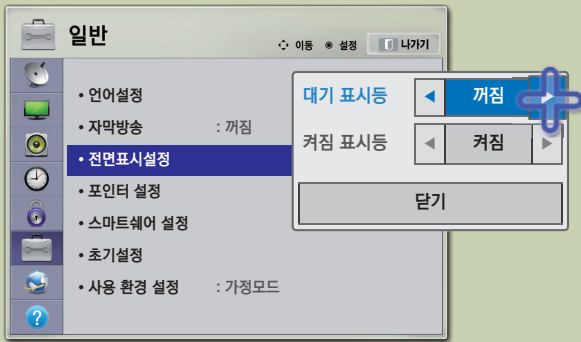 일반
이동 설정 나가기
• 언어설정
• 자막방송 : 꺼짐
• 전면표시설정
• 포인터 설정
• 스마트쉐어 설정
• 초기설정
• 사용 환경 설정 : 가정모드
?
대기 표시등 ◀ 꺼짐 ▶
켜짐 표시등 ◀ 켜짐 ▶
닫기